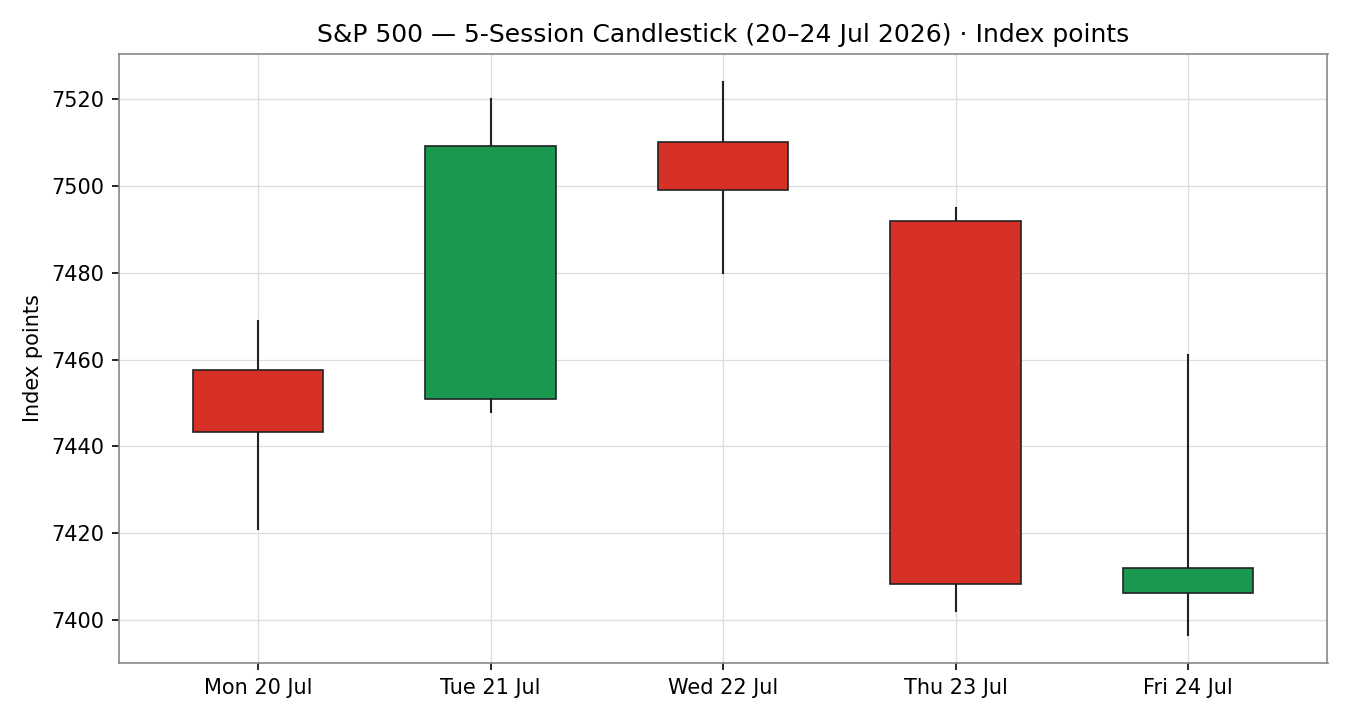 S&P 500 — 5-Session Candlestick (20–24 Jul 2026) · Index points
Index points
7520
7500
7480
7460
7440
7420
7400
Mon 20 Jul
Tue 21 Jul
Wed 22 Jul
Thu 23 Jul
Fri 24 Jul